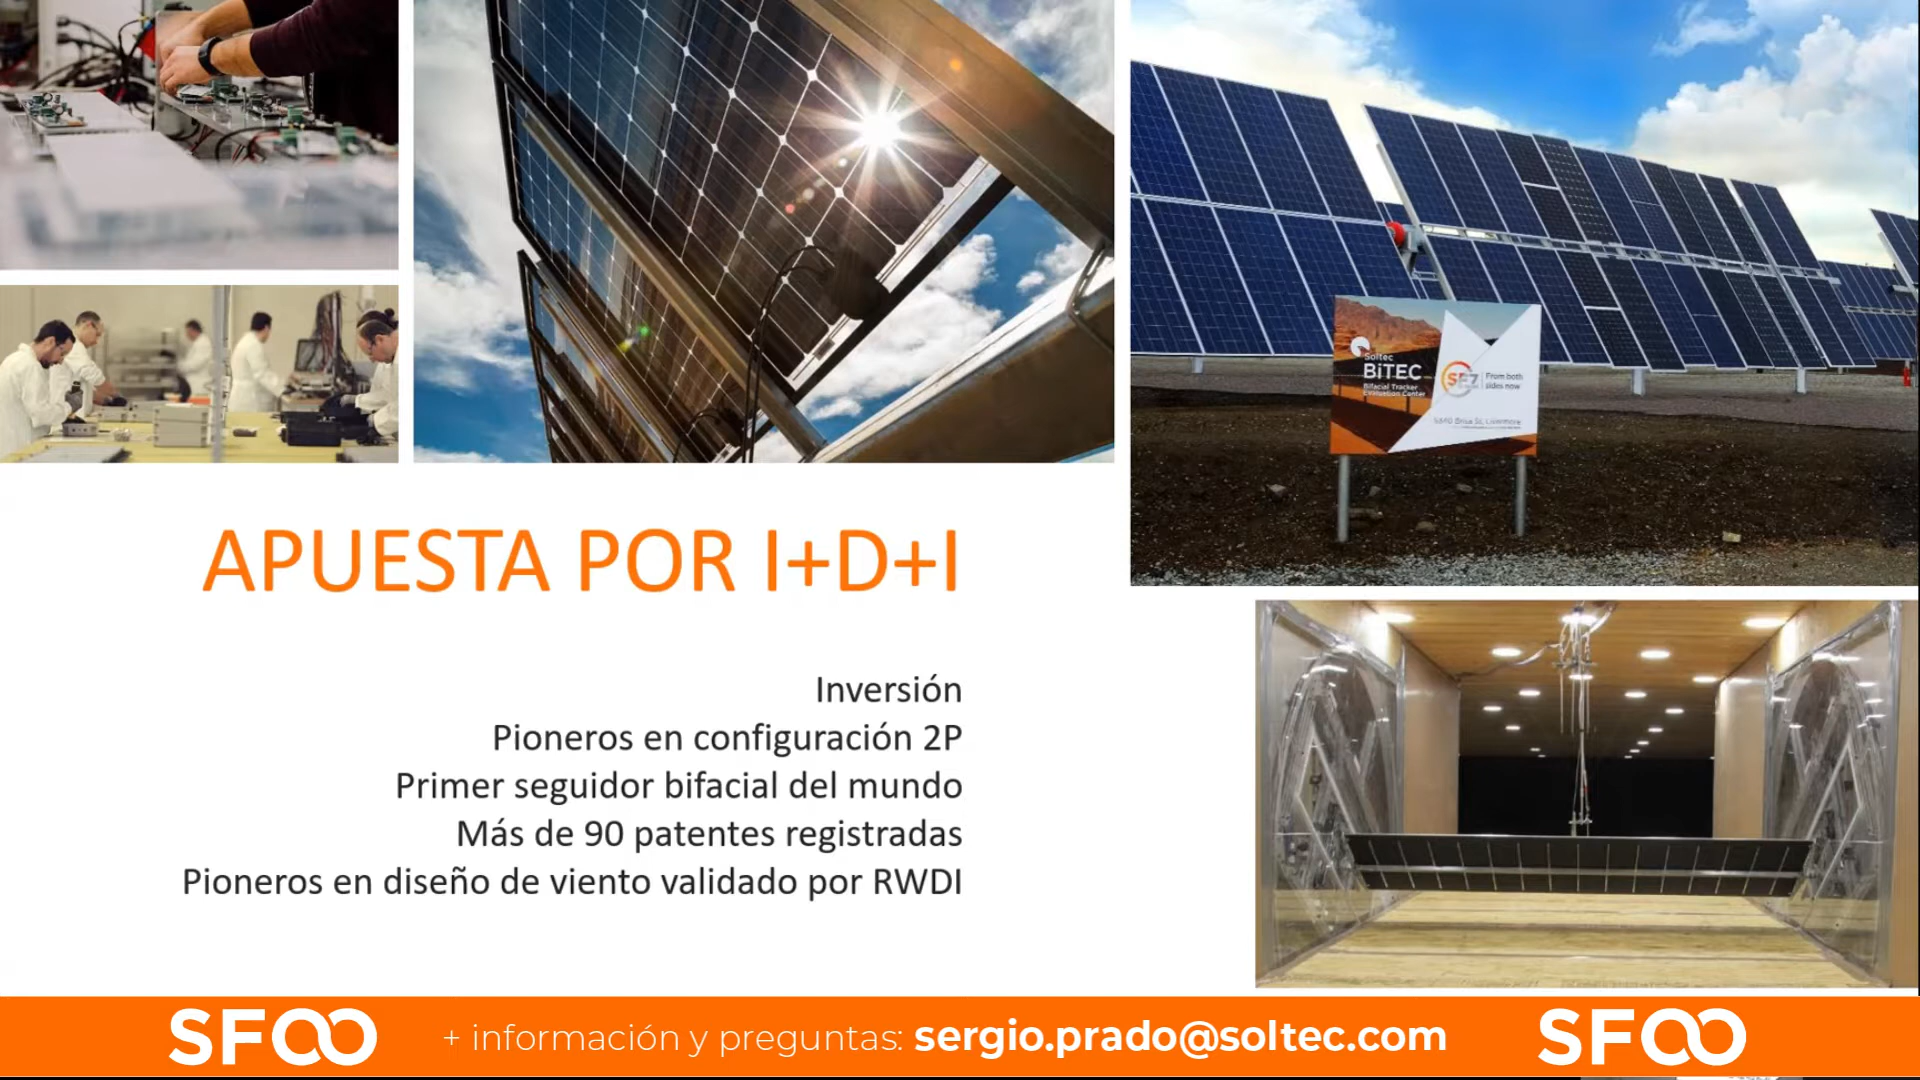 Soltec
BiTEC
Bifacial Tracker
Evaluation Center
SF7
From both
sides now
Livermore
APUESTA POR I+D+I
Inversión
Pioneros en configuración 2P
Primer seguidor bifacial del mundo
Más de 90 patentes registradas
Pioneros en diseño de viento validado por RWDI
SFOO
+ información y preguntas: sergio.prado@soltec.com
SFOO